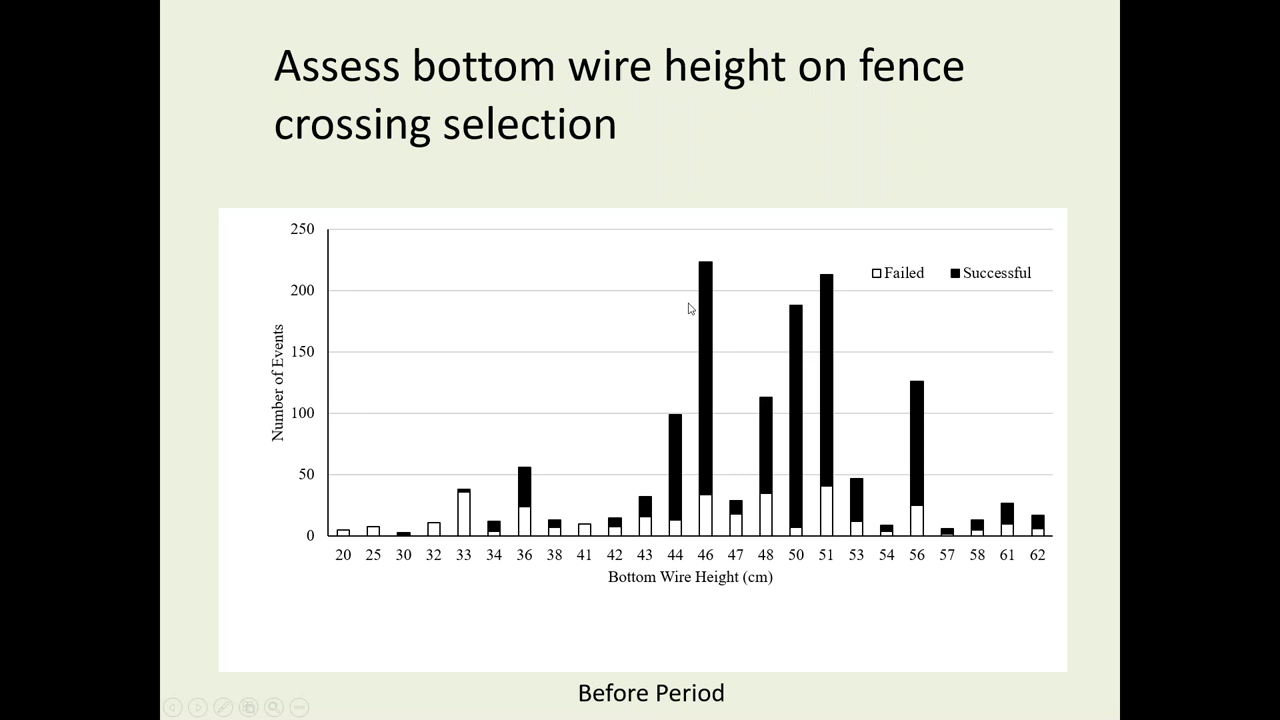 Assess bottom wire height on fence
crossing selection
250
200
150
100
50
0
Number of Events
Failed Successful
20 25 30 32 33 34 36 38 41 42 43 44 46 47 48 50 51 53 54 56 57 58 61 62
Bottom Wire Height (cm)
Before Period